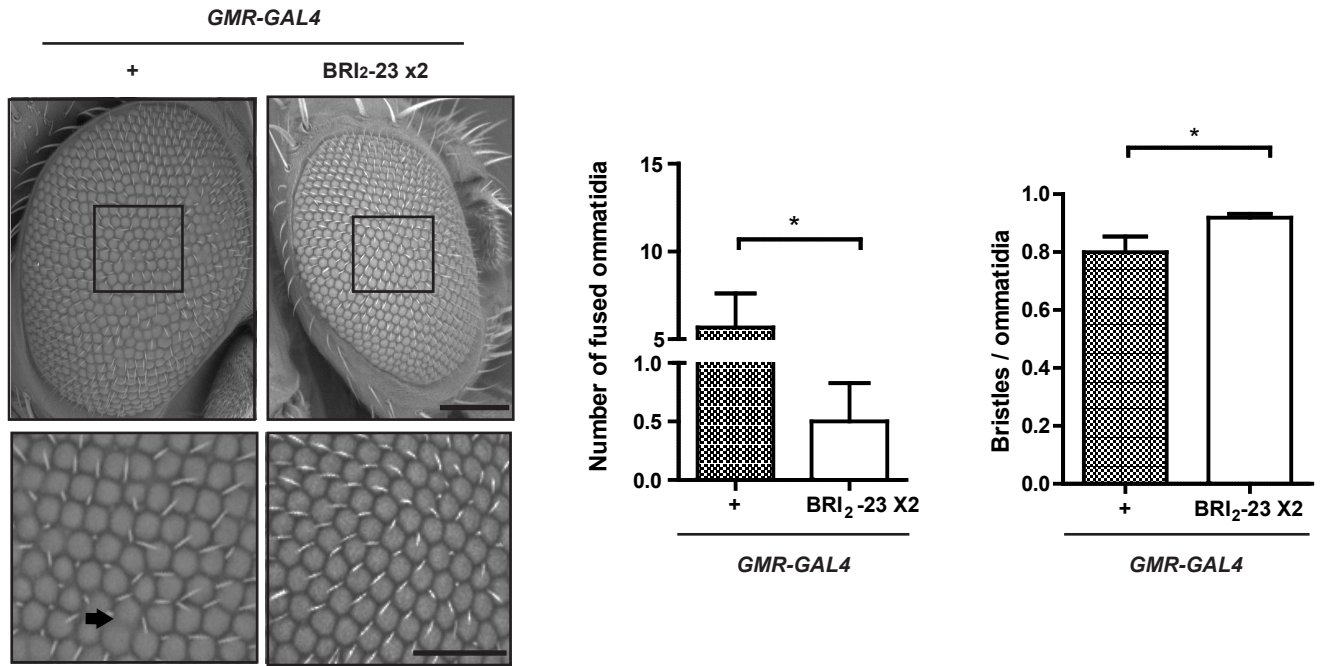 GMR-GAL4
+
BRI2-23 x2
Number of fused ommatidia
15
10
5
1.0
0.5
0.0
*
+
BRI2-23 X2
GMR-GAL4
Bristles / ommatidia
1.0
0.8
0.6
0.4
0.2
0.0
*
+
BRI2-23 X2
GMR-GAL4